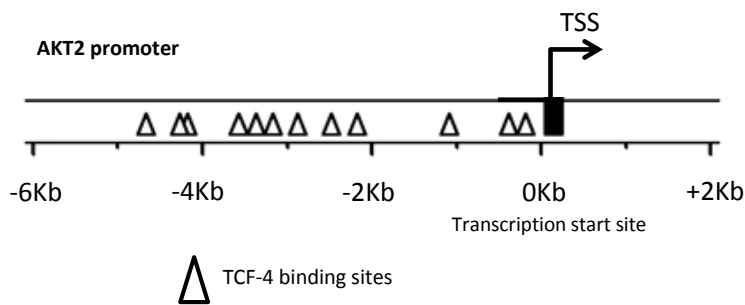 TSS
AKT2 promoter
-6Kb -4Kb -2Kb 0Kb +2Kb
Transcription start site
TCF-4 binding sites